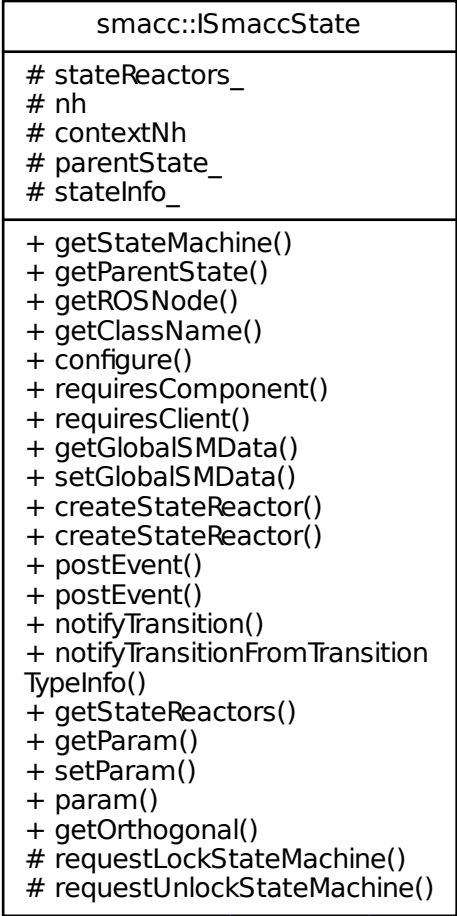 smacc::ISmaccState
# stateReactors_
# nh
# contextNh
# parentState_
# stateInfo_
+ getStateMachine()
+ getParentState()
+ getROSNode()
+ getClassName()
+ configure()
+ requiresComponent()
+ requiresClient()
+ getGlobalSMData()
+ setGlobalSMData()
+ createStateReactor()
+ createStateReactor()
+ postEvent()
+ postEvent()
+ notifyTransition()
+ notifyTransitionFromTransition
TypeInfo()
+ getStateReactors()
+ getParam()
+ setParam()
+ param()
+ getOrthogonal()
# requestLockStateMachine()
# requestUnlockStateMachine()